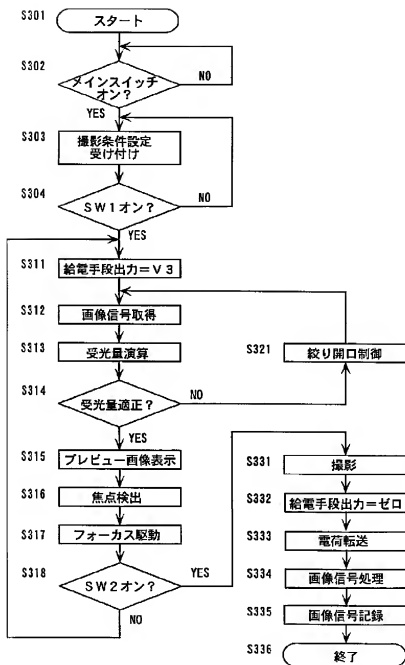 S301
スタート
S302
メインスイッチ
オン？
NO
YES
S303
撮影条件設定
受け付け
S304
SW1オン？
NO
YES
S311
給電手段出力＝V3
S312
画像信号取得
S313
受光量演算
S321
絞り開口制御
S314
受光量適正？
NO
YES
S315
プレビュー画像表示
S316
焦点検出
S317
フォーカス駆動
S318
SW2オン？
YES
NO
S331
撮影
S332
給電手段出力＝ゼロ
S333
電荷転送
S334
画像信号処理
S335
画像信号記録
S336
終了